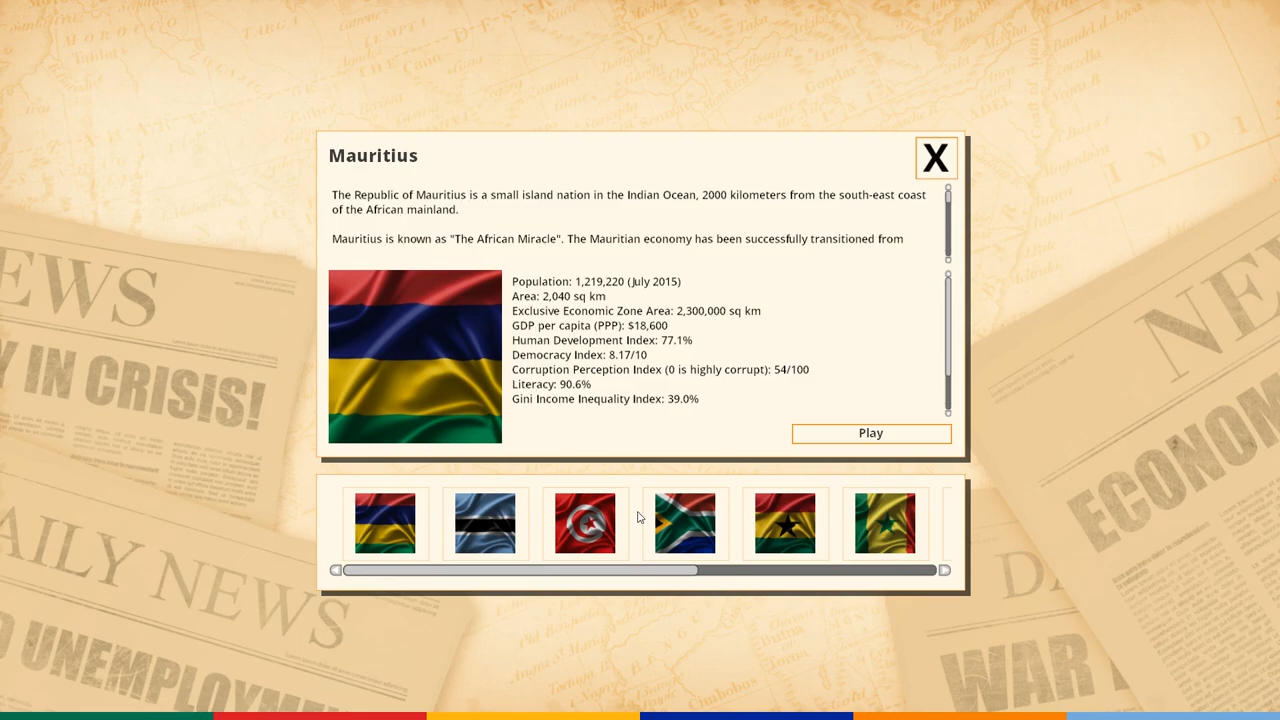 Mauritius
X
The Republic of Mauritius is a small island nation in the Indian Ocean, 2000 kilometers from the south-east coast
of the African mainland.
Mauritius is known as "The African Miracle". The Mauritian economy has been successfully transitioned from
Population: 1,219,220 (July 2015)
Area: 2,040 sq km
Exclusive Economic Zone Area: 2,300,000 sq km
GDP per capita (PPP): $18,600
Human Development Index: 77.1%
Democracy Index: 8.17/10
Corruption Perception Index (0 is highly corrupt): 54/100
Literacy: 90.6%
Gini Income Inequality Index: 39.0%
Play
EWS
Y IN CRISIS!
AILY NEWS
UNEMPLOYM
NE
ECONOM
DA
WAR